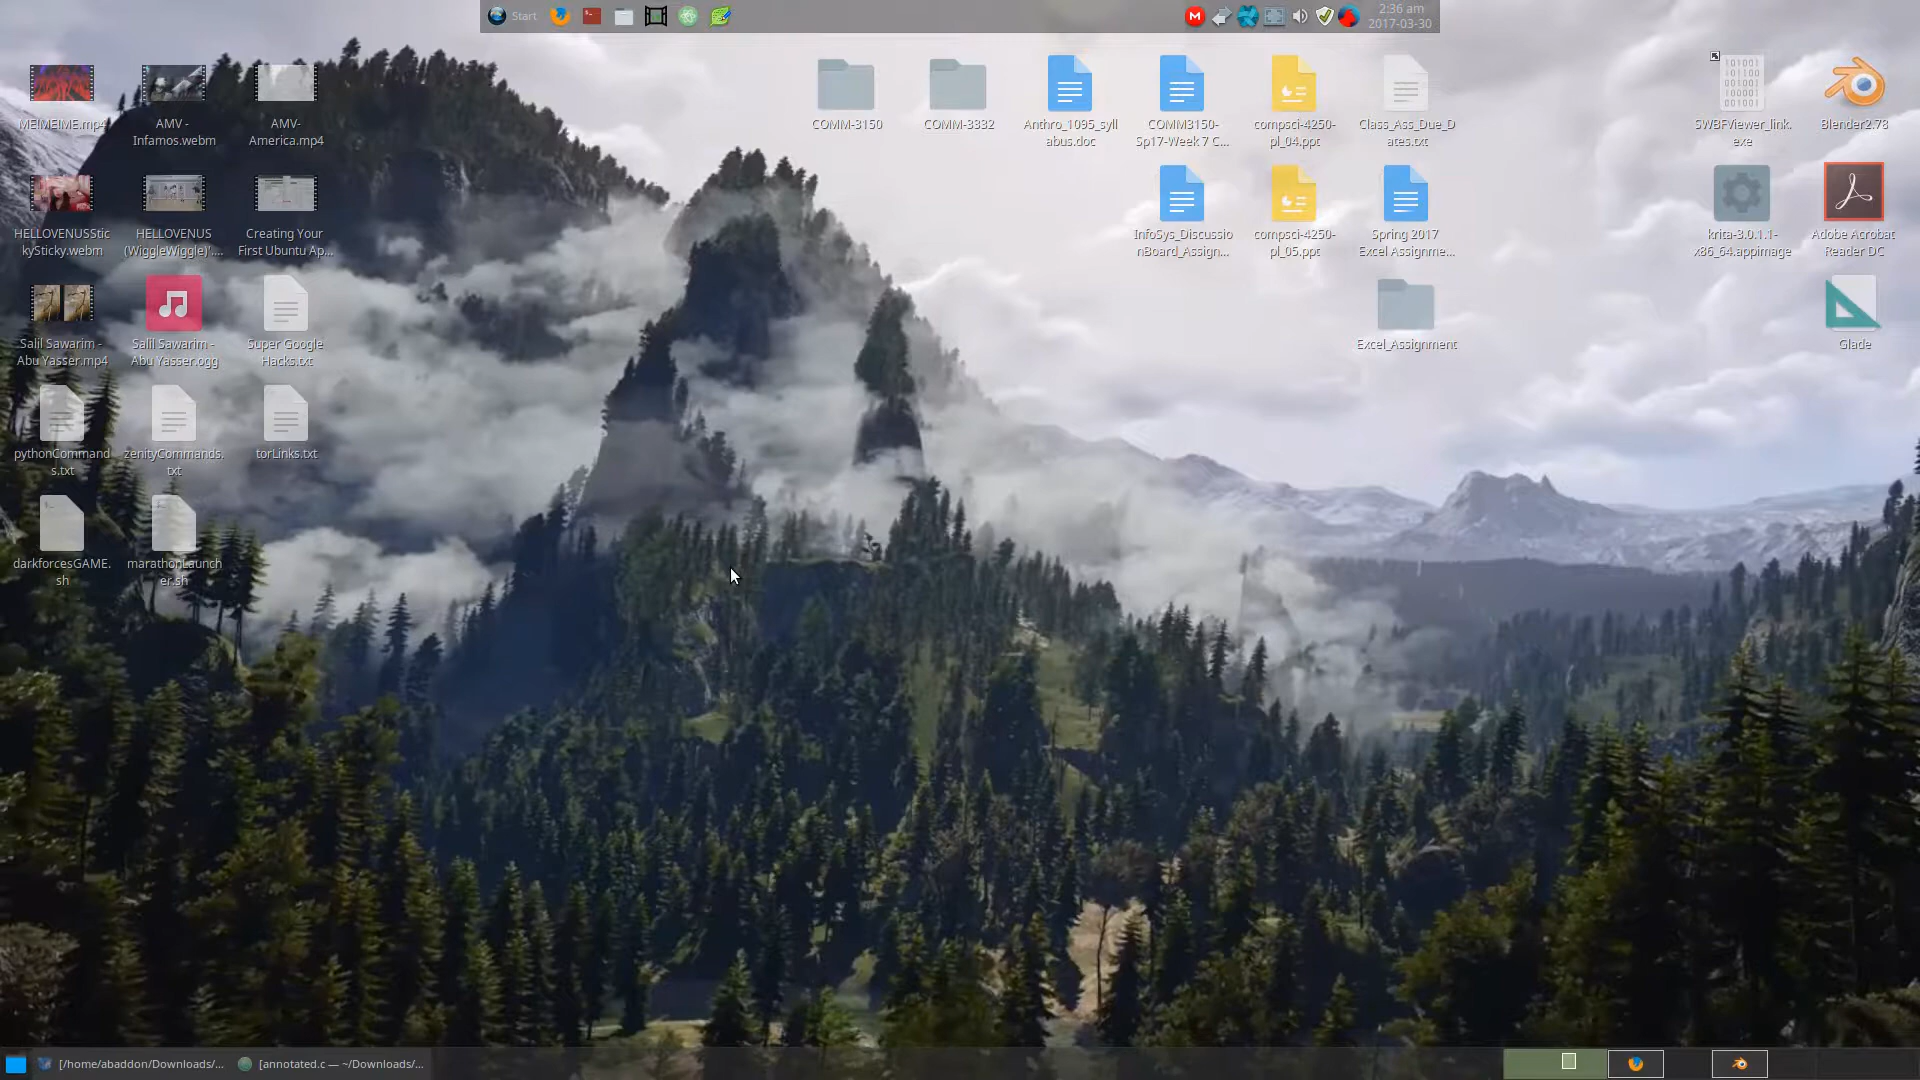 Start
2:36 am
2017-03-30
ME!ME!ME.mp4
AMV -
Infamos.webm
AMV-
America.mp4
COMM-3150
COMM-3332
Anthro_1095_syll
abus.doc
COMM3150-
Sp17-Week 7 C...
compsci-4250-
pl_04.ppt
Class_Ass_Due_D
ates.txt
SWBFViewer_link.
exe
Blender2.78
HELLOVENUSStic
kySticky.webm
HELLOVENUS
(WiggleWiggle)'....
Creating Your
First Ubuntu Ap...
InfoSys_Discussio
nBoard_Assign...
compsci-4250-
pl_05.ppt
Spring 2017
Excel Assignme...
krita-3.0.1.1-
x86_64.appimage
Adobe Acrobat
Reader DC
Salil Sawarim -
Abu Yasser.mp4
Salil Sawarim -
Abu Yasser.ogg
Super Google
Hacks.txt
Excel_Assignment
Glade
pythonCommand
s.txt
zenityCommands.
txt
torLinks.txt
darkforcesGAME.
sh
marathonLaunch
er.sh
[/home/abaddon/Downloads/...
[annotated.c — ~/Downloads/...